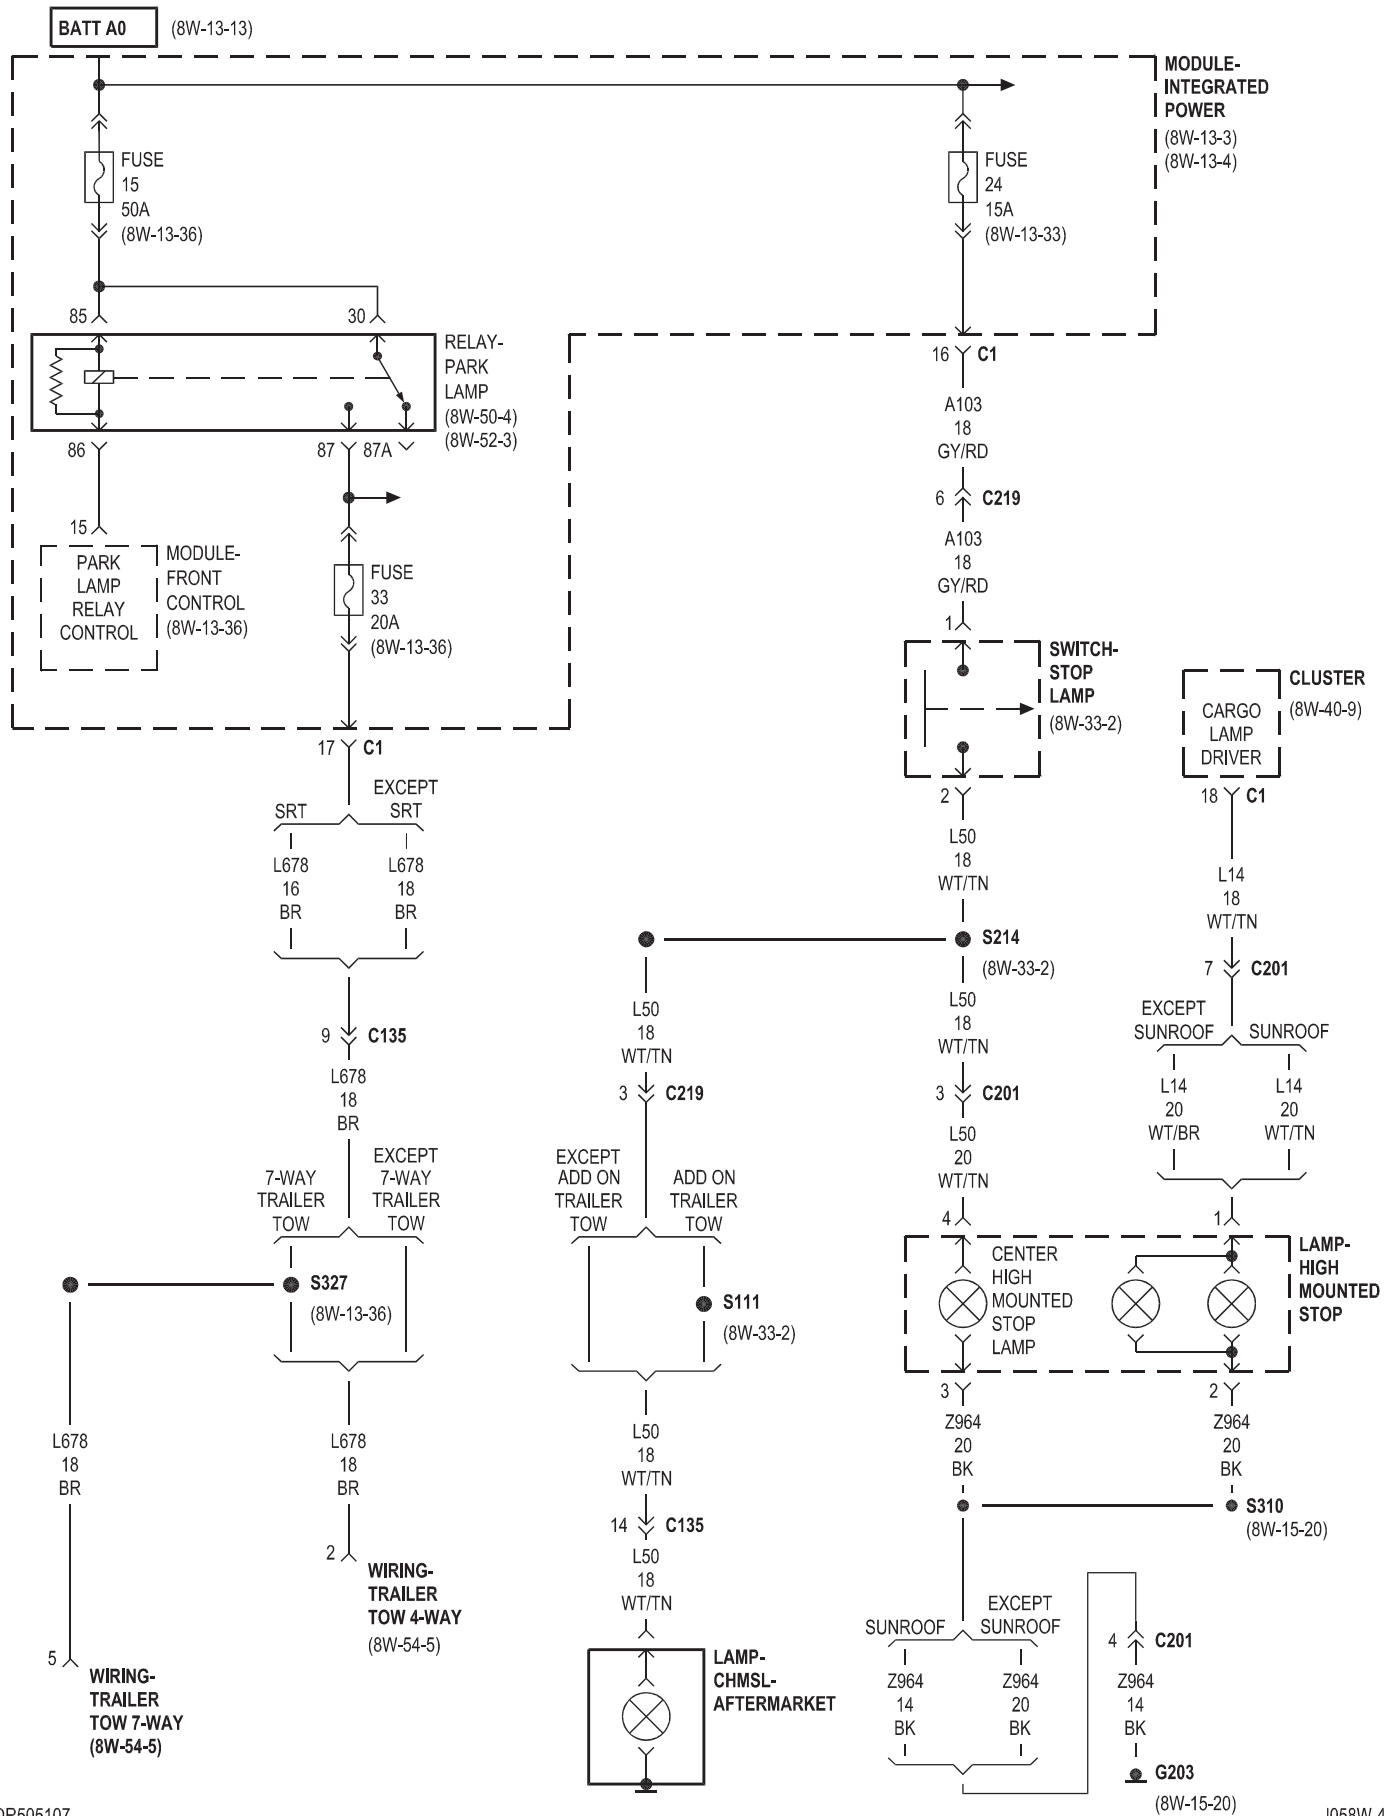 BATT A0
(8W-13-13)
MODULE-
INTEGRATED
POWER
(8W-13-3)
(8W-13-4)
FUSE
15
50A
(8W-13-36)
FUSE
24
15A
(8W-13-33)
85
30
RELAY-
PARK
LAMP
(8W-50-4)
(8W-52-3)
86
87
87A
16
C1
A103
18
GY/RD
6
C219
A103
18
GY/RD
1
15
PARK
LAMP
RELAY
CONTROL
MODULE-
FRONT
CONTROL
(8W-13-36)
FUSE
33
20A
(8W-13-36)
SWITCH-
STOP
LAMP
(8W-33-2)
CARGO
LAMP
DRIVER
CLUSTER
(8W-40-9)
17
C1
SRT
EXCEPT
SRT
L678
16
BR
L678
18
BR
2
L50
18
WT/TN
18
C1
L14
18
WT/TN
S214
(8W-33-2)
7
C201
9
C135
L678
18
BR
L50
18
WT/TN
3
C219
L50
18
WT/TN
3
C201
L50
20
WT/TN
4
EXCEPT
SUNROOF
SUNROOF
L14
20
WT/BR
L14
20
WT/TN
1
7-WAY
TRAILER
TOW
EXCEPT
7-WAY
TRAILER
TOW
EXCEPT
ADD ON
TRAILER
TOW
ADD ON
TRAILER
TOW
S327
(8W-13-36)
S111
(8W-33-2)
CENTER
HIGH
MOUNTED
STOP
LAMP
LAMP-
HIGH
MOUNTED
STOP
3
Z964
20
BK
2
Z964
20
BK
L678
18
BR
L678
18
BR
L50
18
WT/TN
14
C135
L50
18
WT/TN
S310
(8W-15-20)
2
WIRING-
TRAILER
TOW 4-WAY
(8W-54-5)
5
WIRING-
TRAILER
TOW 7-WAY
(8W-54-5)
LAMP-
CHMSL-
AFTERMARKET
SUNROOF
EXCEPT
SUNROOF
Z964
14
BK
Z964
20
BK
4
C201
Z964
14
BK
G203
(8W-15-20)
J058W-4